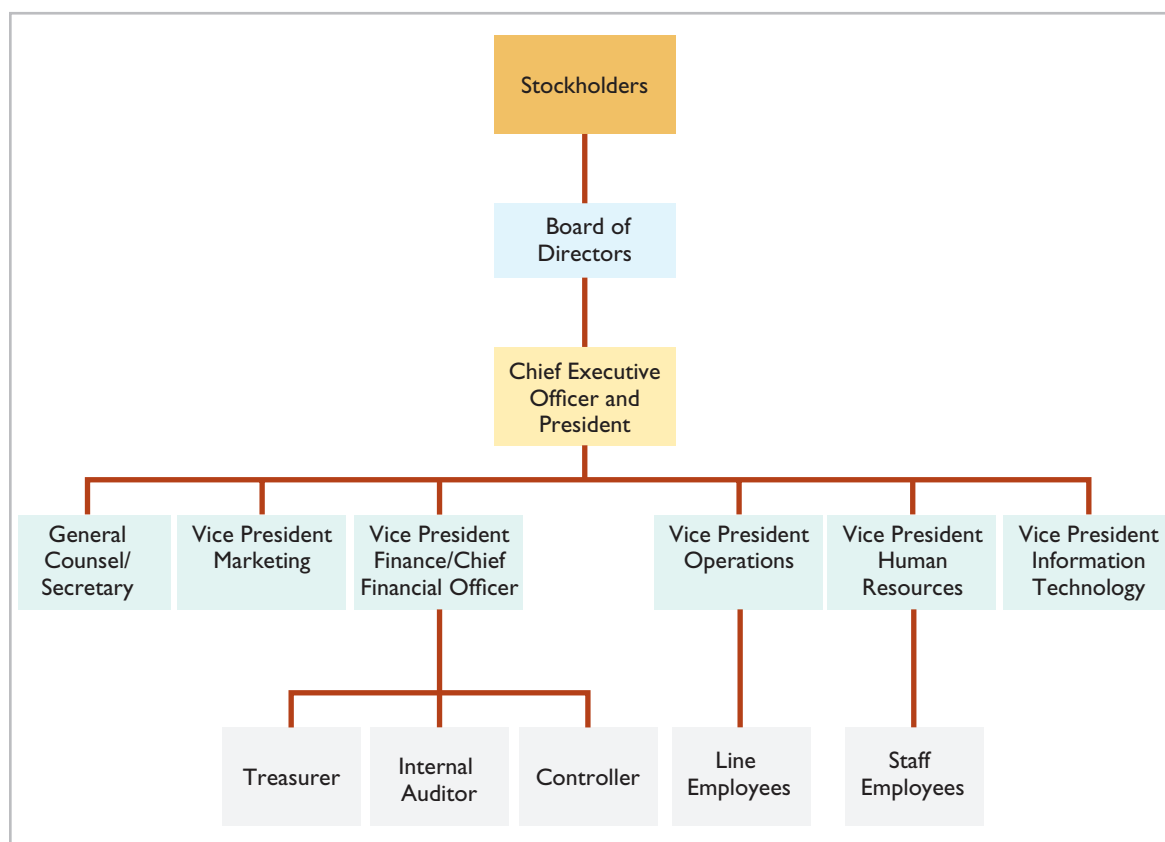 Stockholders
Board of
Directors
Chief Executive
Officer and
President
General
Counsel/
Secretary
Vice President
Marketing
Vice President
Finance/Chief
Financial Officer
Vice President
Operations
Vice President
Human
Resources
Vice President
Information
Technology
Treasurer
Internal
Auditor
Controller
Line
Employees
Staff
Employees